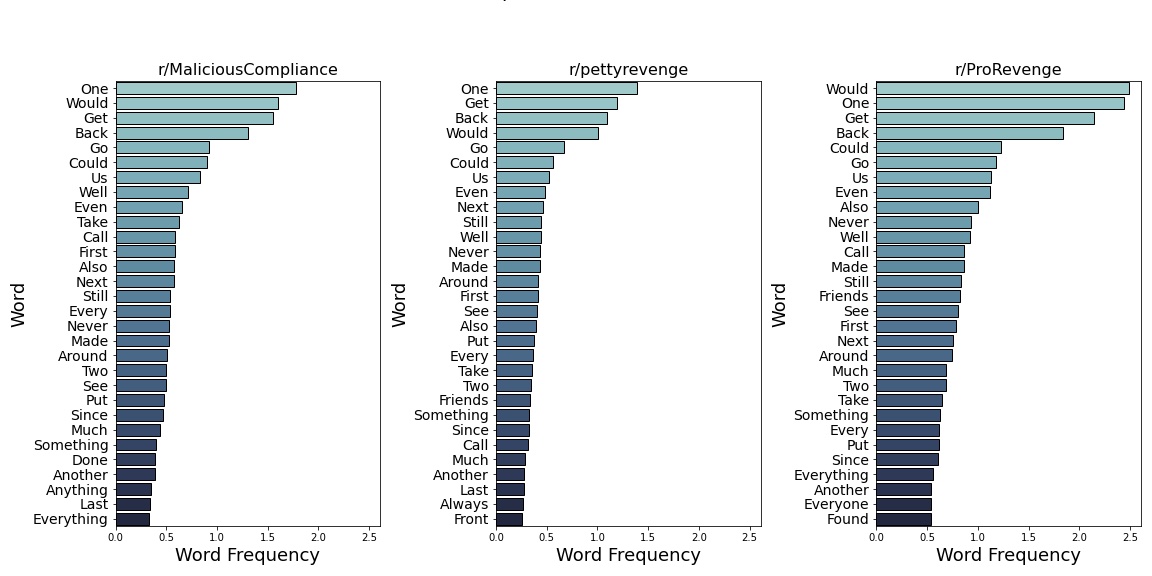 r/MaliciousCompliance
One
Would
Get
Back
Go
Could
Us
Well
Even
Take
Call
First
Also
Next
Still
Every
Never
Made
Around
Two
See
Put
Since
Much
Something
Done
Another
Anything
Last
Everything
Word
0.0 0.5 1.0 1.5 2.0 2.5
Word Frequency
r/pettyrevenge
One
Get
Back
Would
Go
Could
Us
Even
Next
Still
Well
Never
Made
Around
First
See
Also
Put
Every
Take
Two
Friends
Something
Since
Call
Much
Another
Last
Always
Front
Word
0.0 0.5 1.0 1.5 2.0 2.5
Word Frequency
r/ProRevenge
Would
One
Get
Back
Could
Go
Us
Even
Also
Never
Well
Call
Made
Still
Friends
See
First
Next
Around
Much
Two
Take
Something
Every
Put
Since
Everything
Another
Everyone
Found
Word
0.0 0.5 1.0 1.5 2.0 2.5
Word Frequency